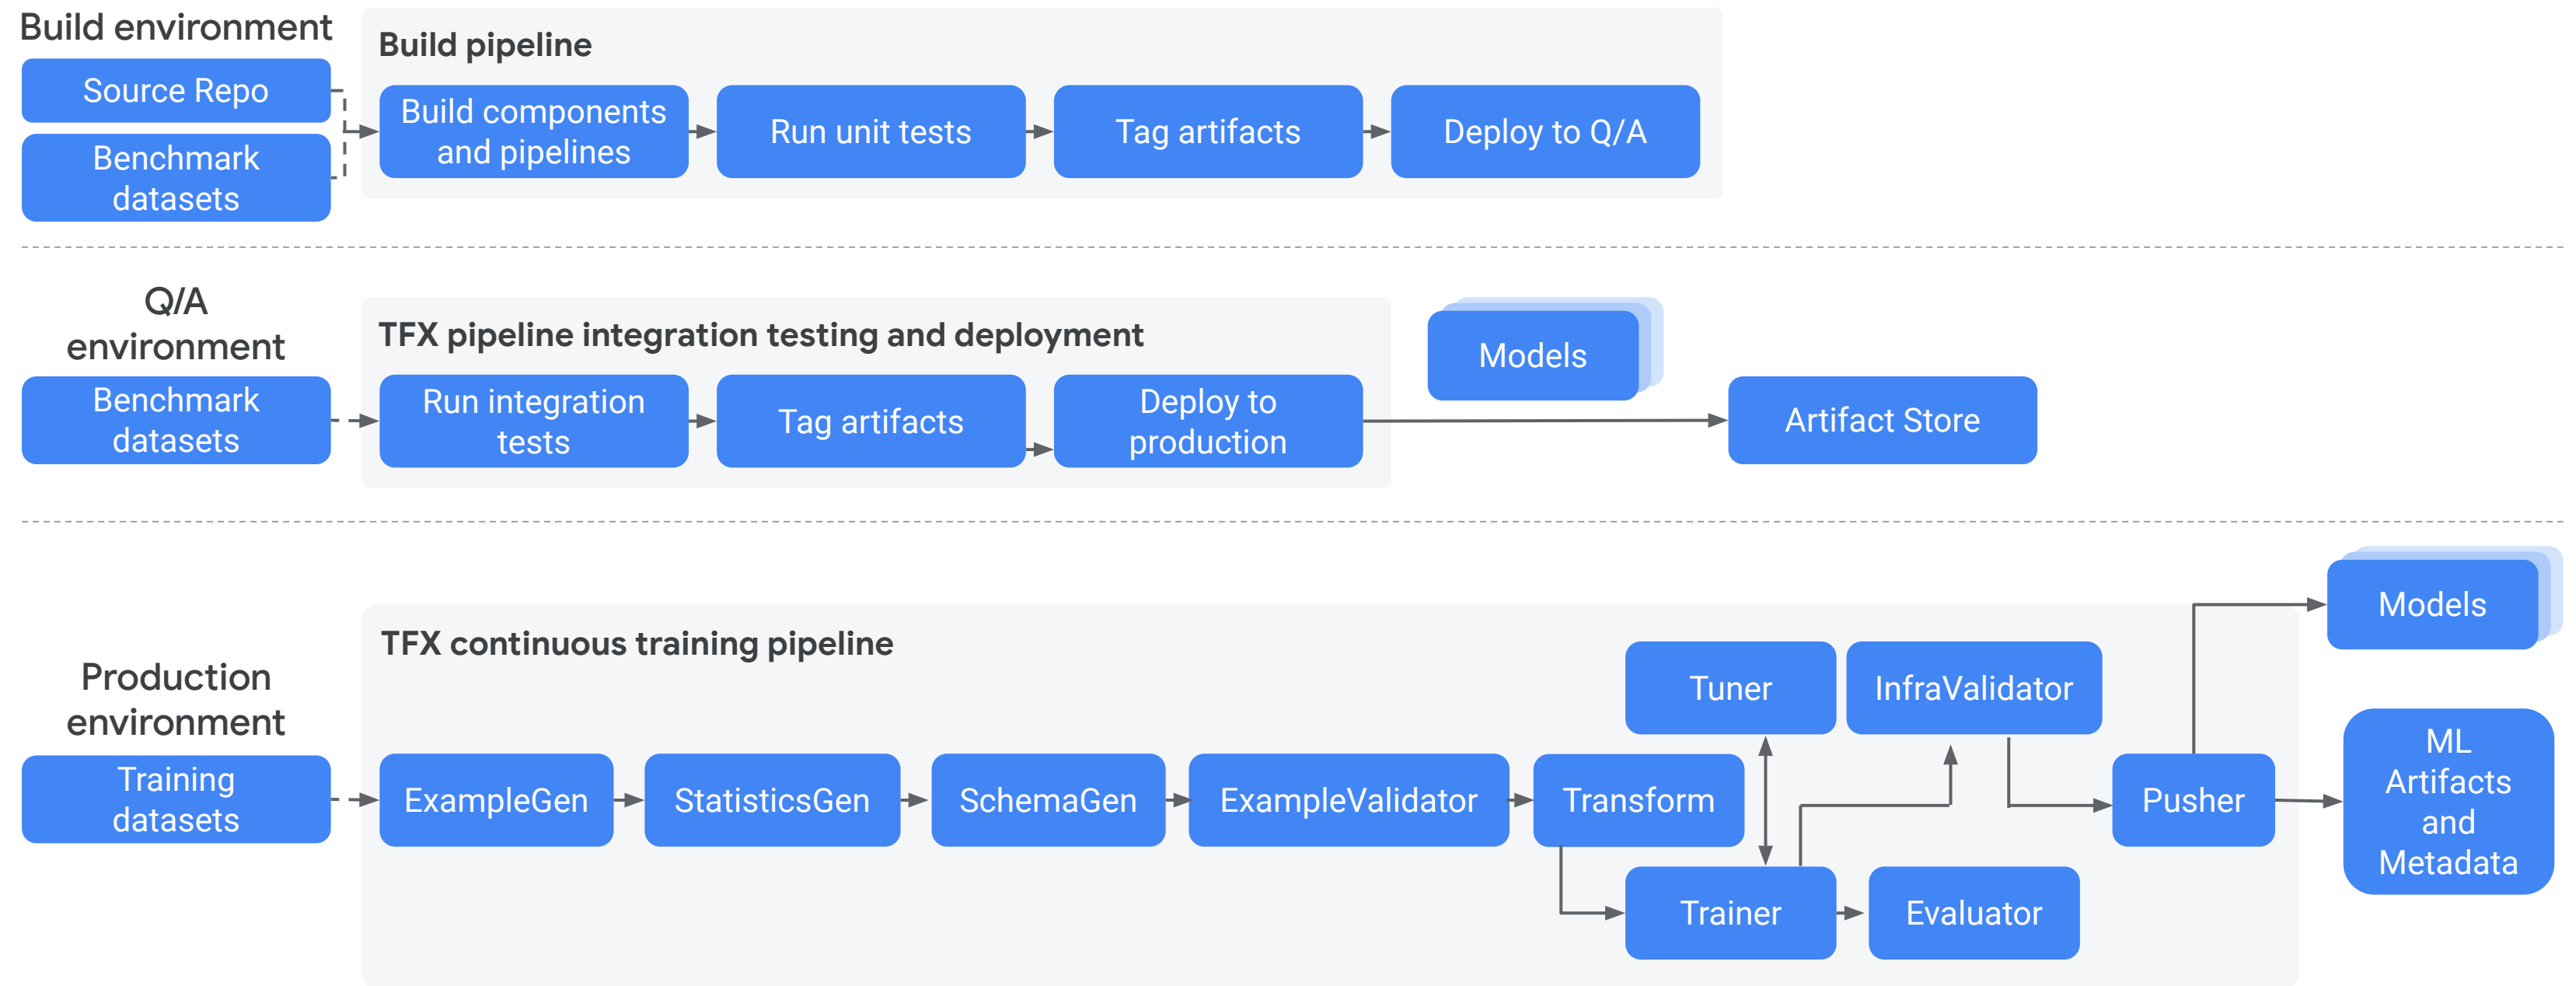 Build environment
Source Repo
Benchmark
datasets
Build pipeline
Build components
and pipelines
Run unit tests
Tag artifacts
Deploy to Q/A
Q/A
environment
Benchmark
datasets
TFX pipeline integration testing and deployment
Run integration
tests
Tag artifacts
Deploy to
production
Models
Artifact Store
Production
environment
Training
datasets
TFX continuous training pipeline
ExampleGen
StatisticsGen
SchemaGen
ExampleValidator
Transform
Tuner
InfraValidator
Trainer
Evaluator
Pusher
Models
ML
Artifacts
and
Metadata